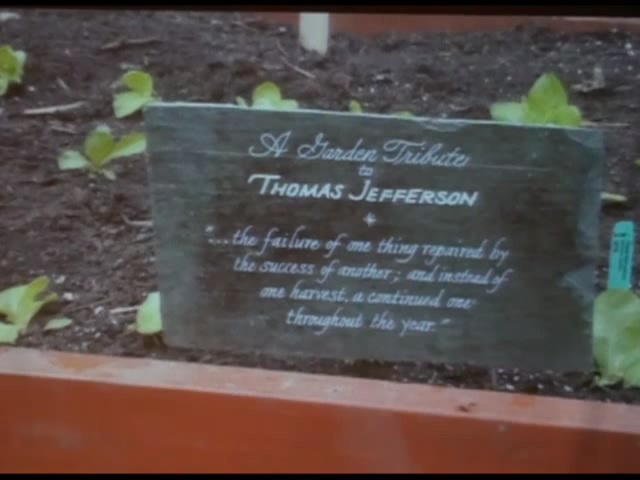 A Garden Tribute
to
THOMAS JEFFERSON
"... the failure of one thing repaired by
the success of another; and instead of
one harvest, a continued one
throughout the year."